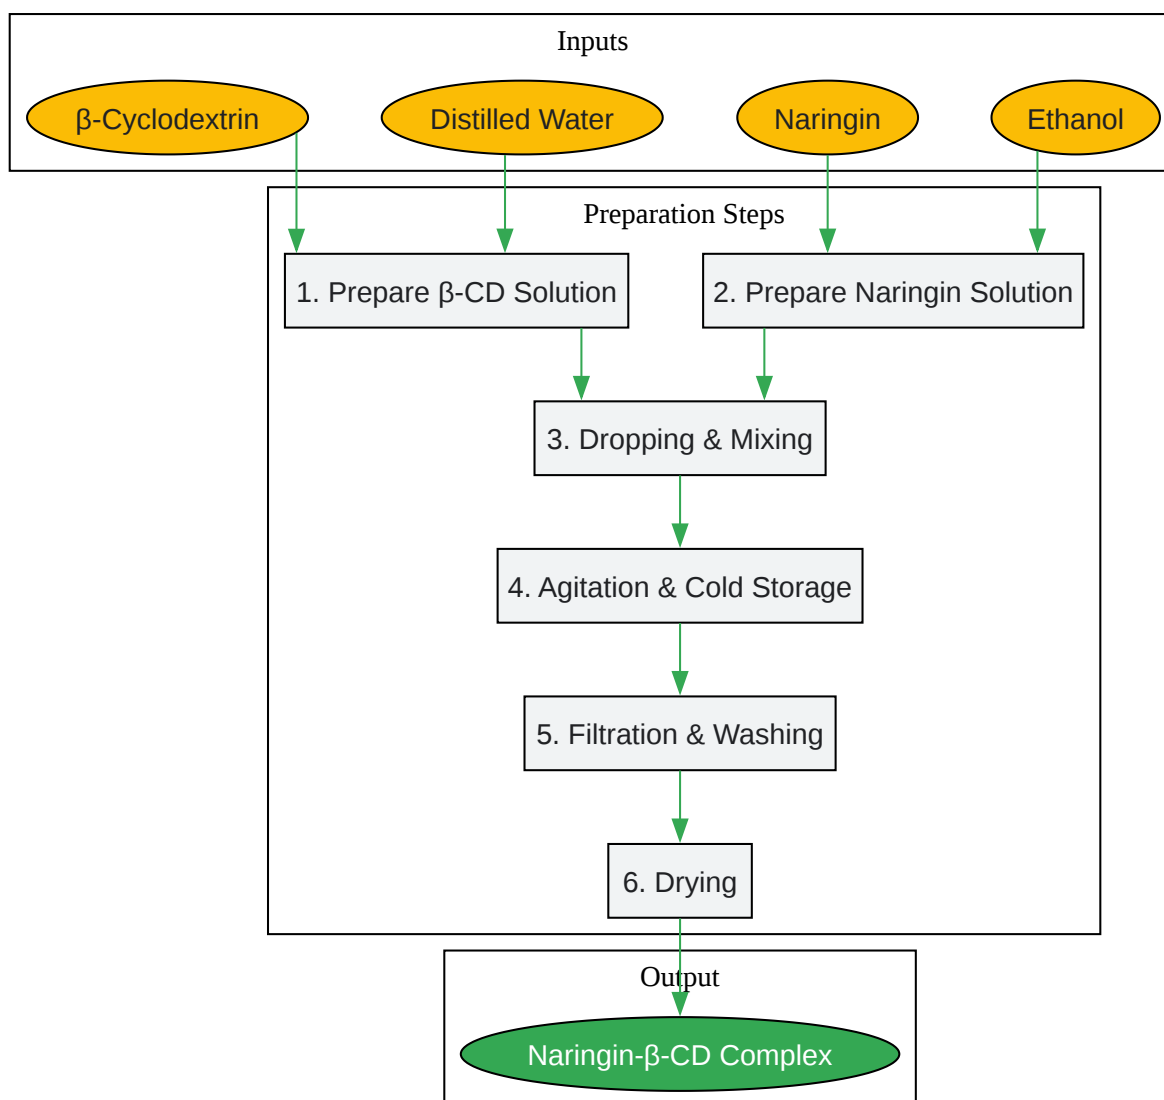 Inputs
β-Cyclodextrin
Distilled Water
Naringin
Ethanol
Preparation Steps
1. Prepare β-CD Solution
2. Prepare Naringin Solution
3. Dropping & Mixing
4. Agitation & Cold Storage
5. Filtration & Washing
6. Drying
Output
Naringin-β-CD Complex